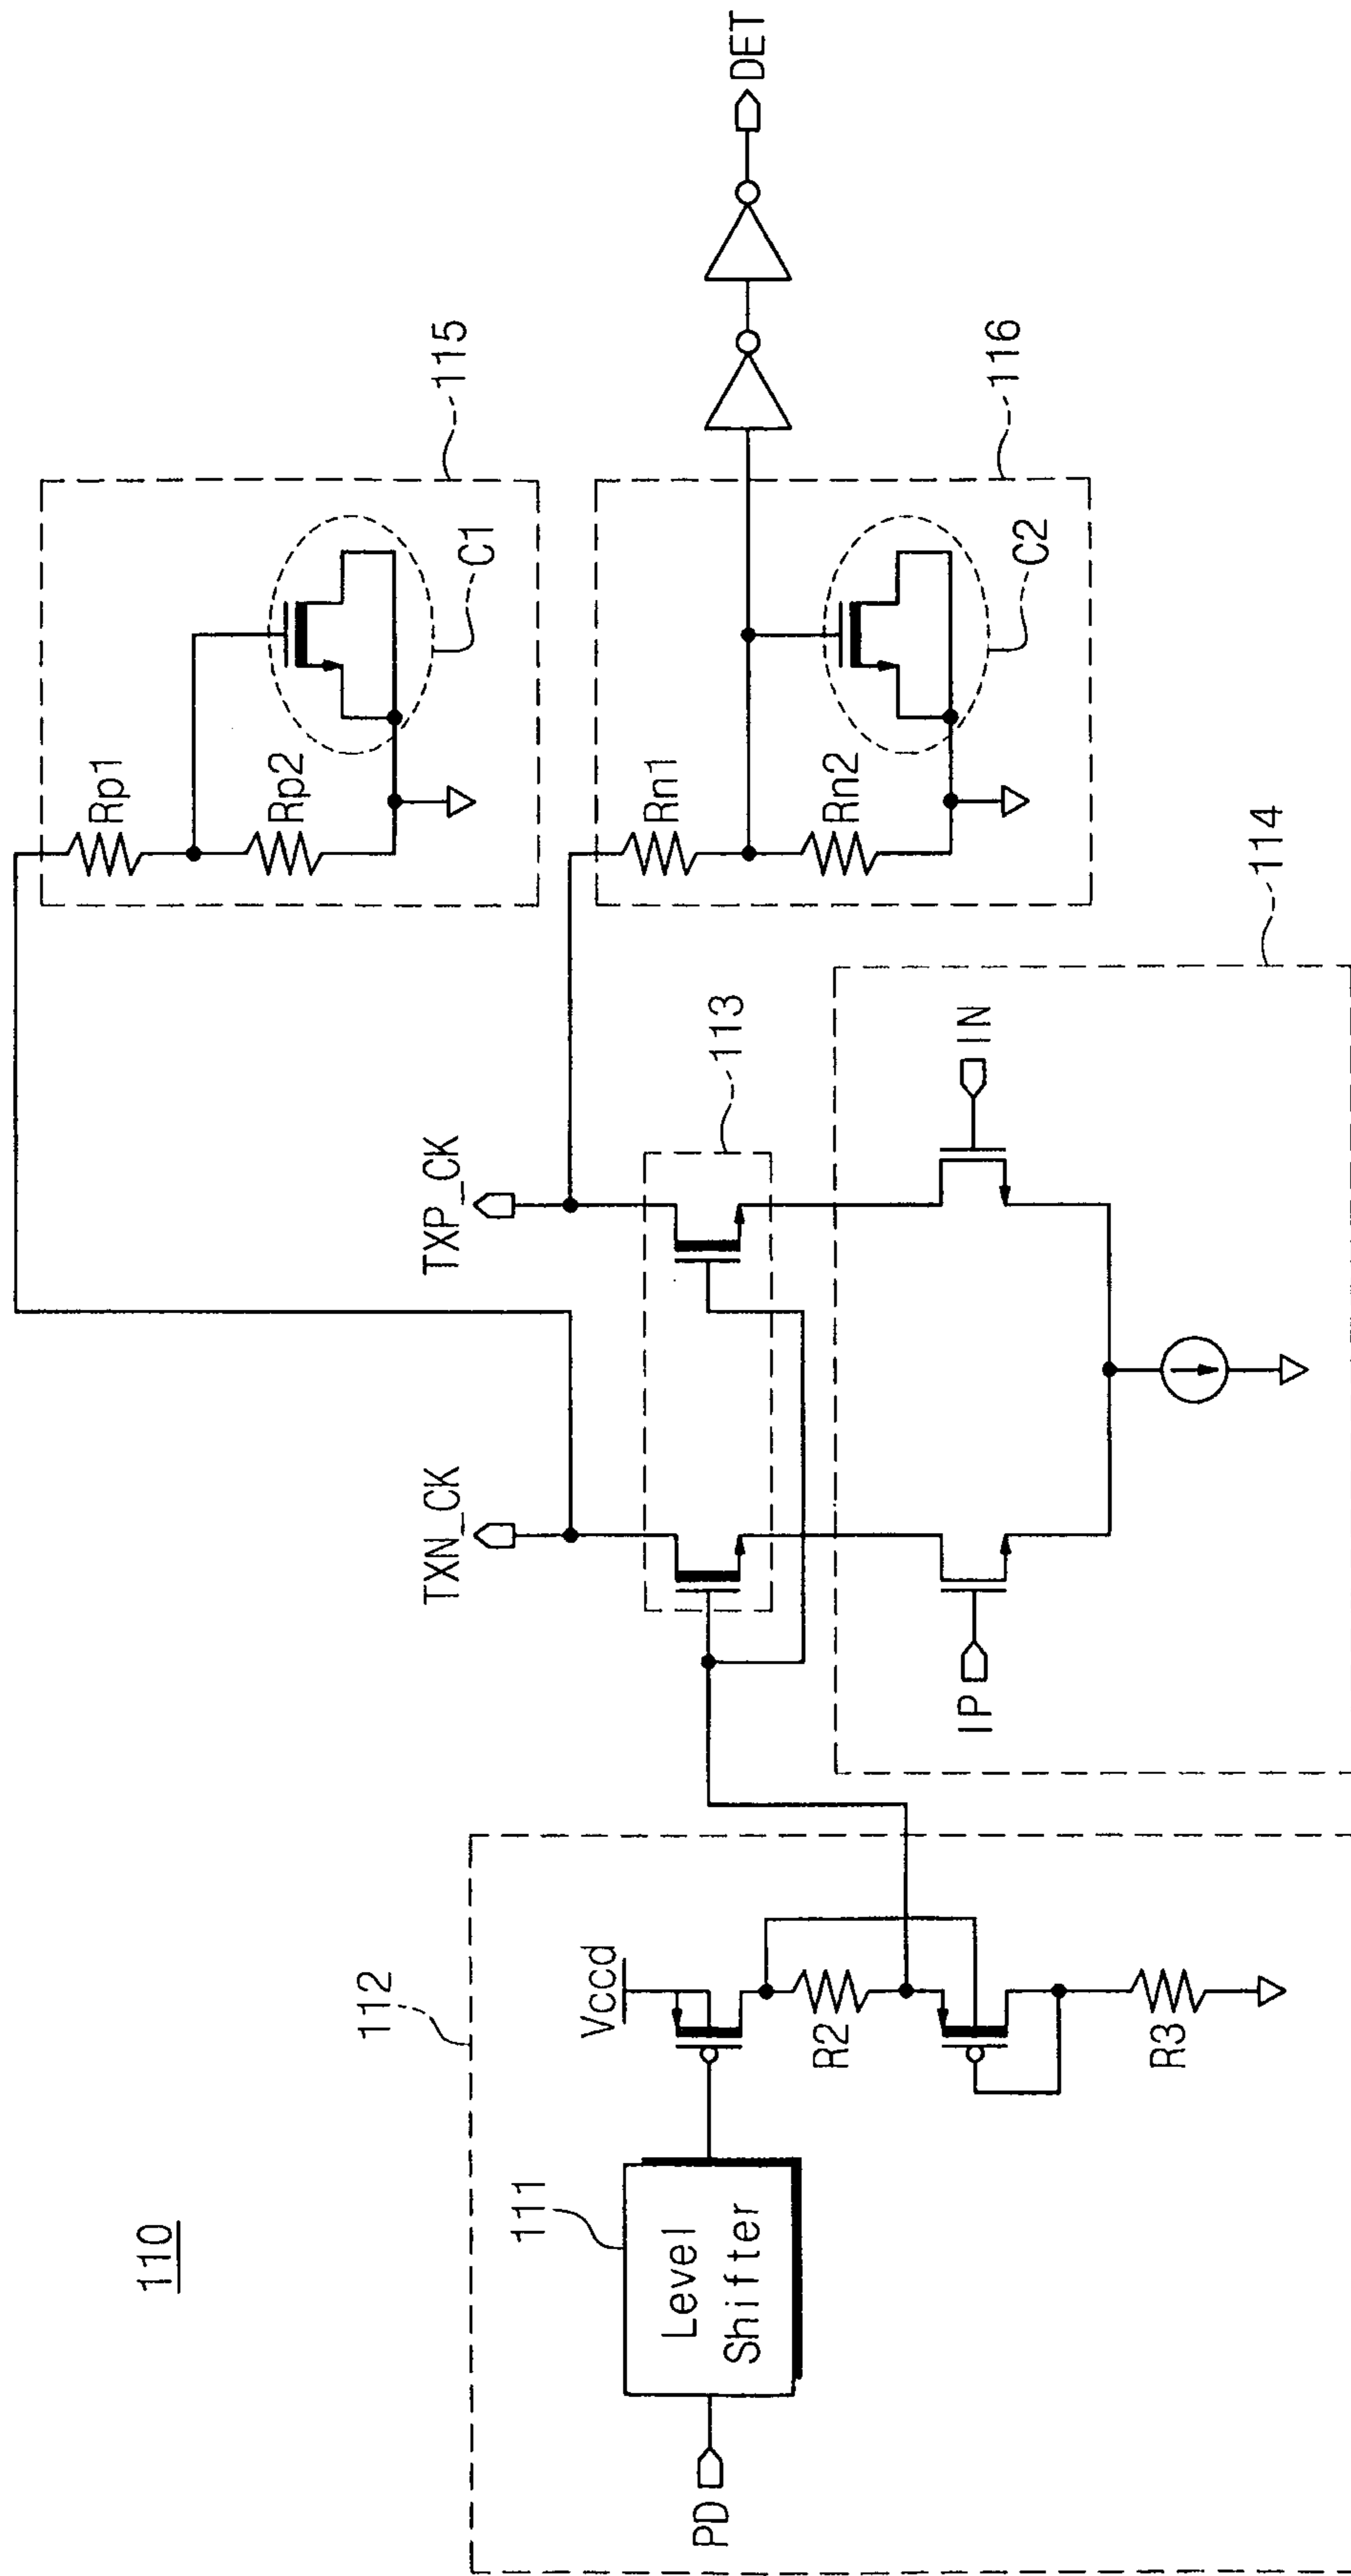 110
112
111
Level
Shifter
PD
Vccd
R2
R3
TXN_CK
TXP_CK
113
IP
IN
114
Rp1
Rp2
C1
115
Rn1
Rn2
C2
116
DET